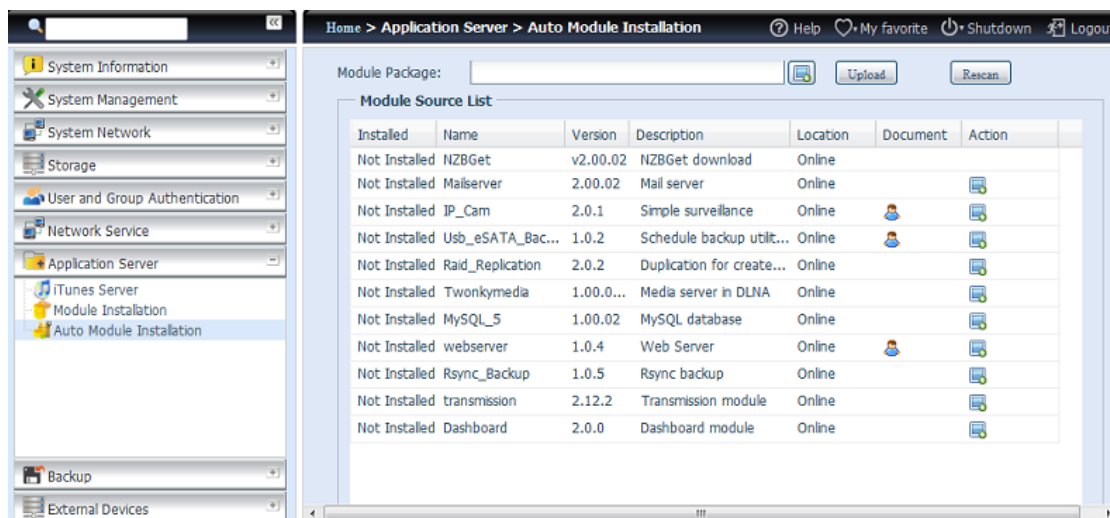 Home > Application Server > Auto Module Installation
Help My favorite Shutdown Logou
System Information
System Management
System Network
Storage
User and Group Authentication
Network Service
Application Server
iTunes Server
Module Installation
Auto Module Installation
Backup
External Devices
Module Package: Upload Rescan
Module Source List
Installed Name Version Description Location Document Action
Not Installed NZBGet v2.00.02 NZBGet download Online
Not Installed Mailserver 2.00.02 Mail server Online
Not Installed IP_Cam 2.0.1 Simple surveillance Online
Not Installed Usb_eSATA_Bac... 1.0.2 Schedule backup utilit... Online
Not Installed Raid_Replication 2.0.2 Duplication for create... Online
Not Installed Twonkymedia 1.00.0... Media server in DLNA Online
Not Installed MySQL_5 1.00.02 MySQL database Online
Not Installed webserver 1.0.4 Web Server Online
Not Installed Rsync_Backup 1.0.5 Rsync backup Online
Not Installed transmission 2.12.2 Transmission module Online
Not Installed Dashboard 2.0.0 Dashboard module Online